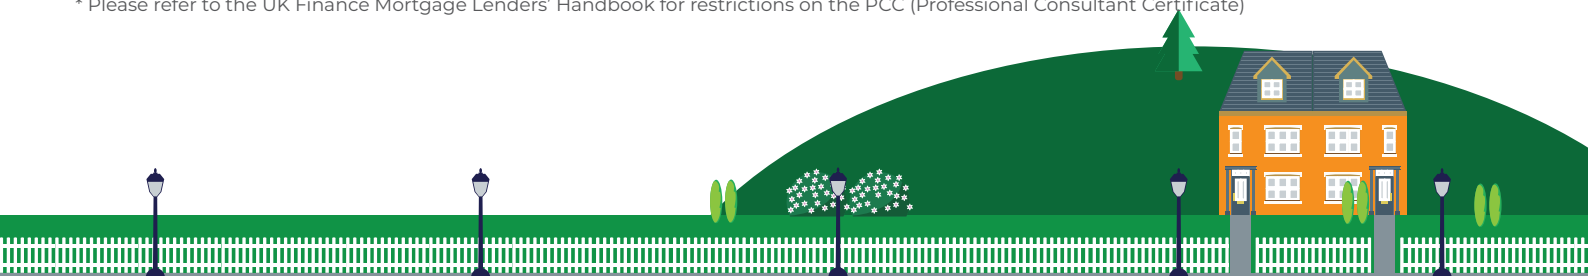 * Please refer to the UK Finance Mortgage Lenders' Handbook for restrictions on the PCC (Professional Consultant Certificate)